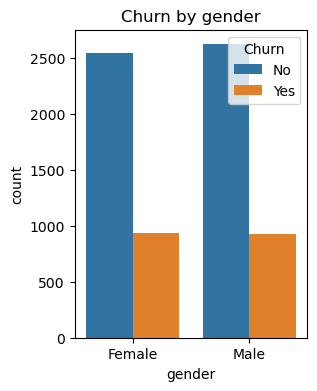 Churn by gender
Churn
No
Yes
2500
2000
1500
1000
500
0
count
Female
Male
gender